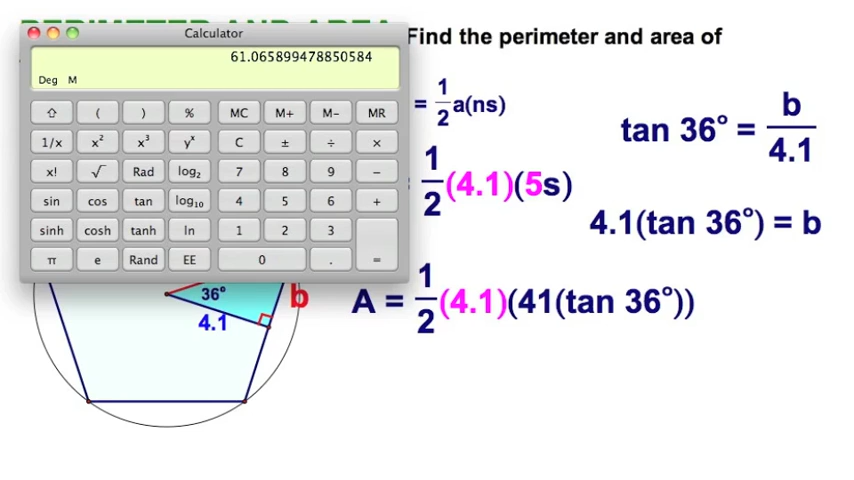 PERIMETER AND AREA Find the perimeter and area of
Calculator
61.065899478850584
Deg M
⇧ ( ) % MC M+ M− MR
1/x x² x³ yˣ C ± ÷ ×
x! √ Rad log₂ 7 8 9 −
sin cos tan log₁₀ 4 5 6 +
sinh cosh tanh ln 1 2 3
π e Rand EE 0 . =
= 1/2 a(ns)
1/2 (4.1)(5s)
A = 1/2 (4.1)(41(tan 36°))
tan 36° = b/4.1
4.1(tan 36°) = b
36°
b
4.1